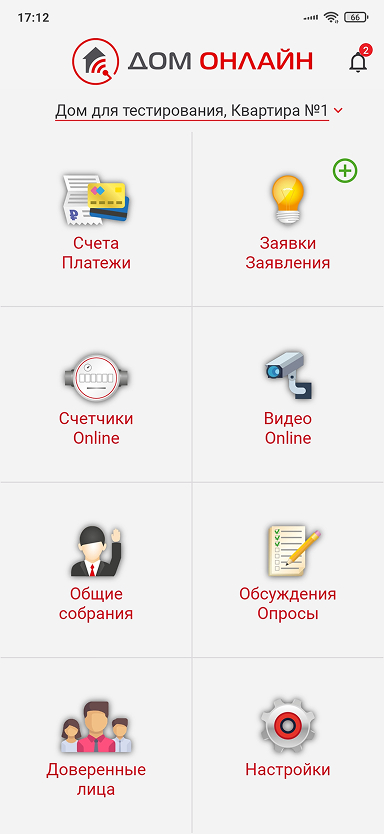 17:12
66
ДОМ ОНЛАЙН
2
Дом для тестирования, Квартира №1
Счета
Платежи
Заявки
Заявления
Счетчики
Online
Видео
Online
Общие
собрания
Обсуждения
Опросы
Доверенные
лица
Настройки